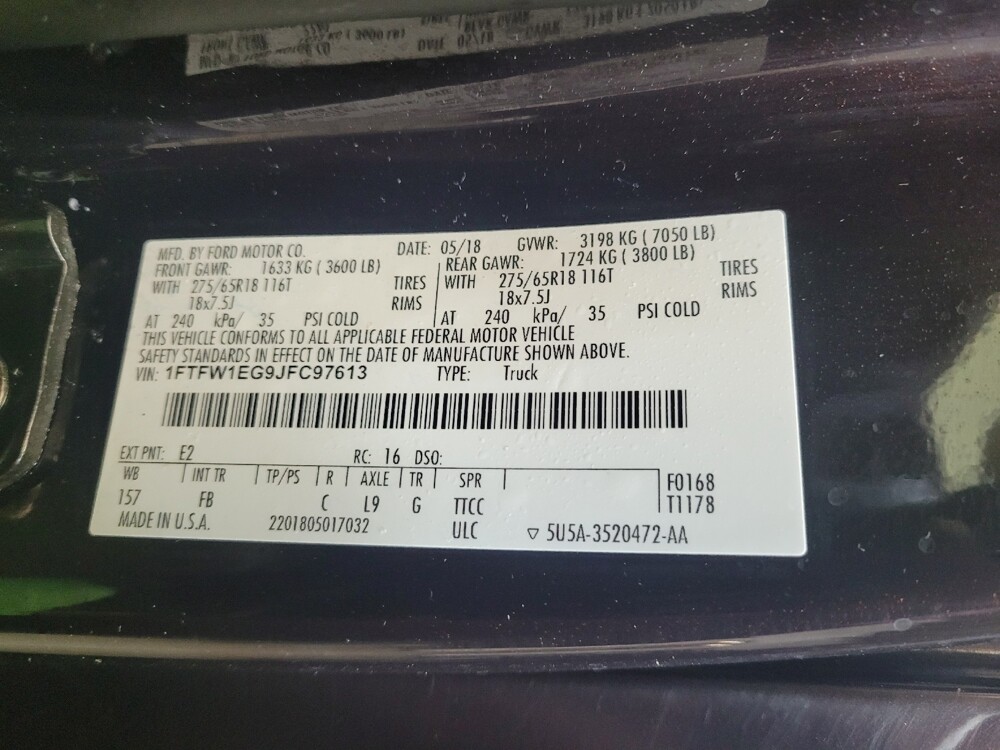 MFD. BY FORD MOTOR CO. DATE: 05/18 GVWR: 3198 KG ( 7050 LB)
FRONT GAWR: 1633 KG ( 3600 LB) REAR GAWR: 1724 KG ( 3800 LB)
WITH 275/65R18 116T TIRES WITH 275/65R18 116T TIRES
18x7.5J RIMS 18x7.5J RIMS
AT 240 kPa/ 35 PSI COLD AT 240 kPa/ 35 PSI COLD
THIS VEHICLE CONFORMS TO ALL APPLICABLE FEDERAL MOTOR VEHICLE
SAFETY STANDARDS IN EFFECT ON THE DATE OF MANUFACTURE SHOWN ABOVE.
VIN: 1FTFW1EG9JFC97613 TYPE: Truck
EXT PNT: E2 RC: 16 DSO:
WB INT TR TP/PS R AXLE TR SPR F0168
157 FB C L9 G TTCC T1178
MADE IN U.S.A. 2201805017032 ULC ▽ 5U5A-3520472-AA